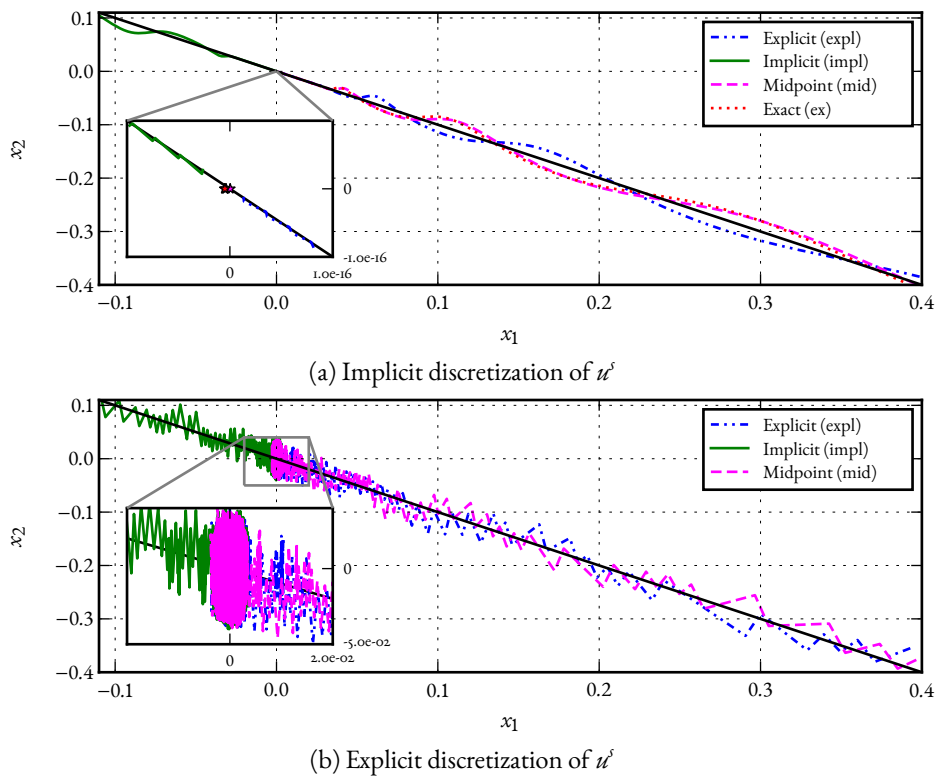 0.1
0.0
−0.1
−0.2
−0.3
−0.4
x2
Explicit (expl)
Implicit (impl)
Midpoint (mid)
Exact (ex)
0
-1.0e-16
0
1.0e-16
−0.1
0.0
0.1
0.2
0.3
0.4
x1
(a) Implicit discretization of uˢ
0.1
0.0
−0.1
−0.2
−0.3
−0.4
x2
Explicit (expl)
Implicit (impl)
Midpoint (mid)
0
-5.0e-02
0
2.0e-02
−0.1
0.0
0.1
0.2
0.3
0.4
x1
(b) Explicit discretization of uˢ